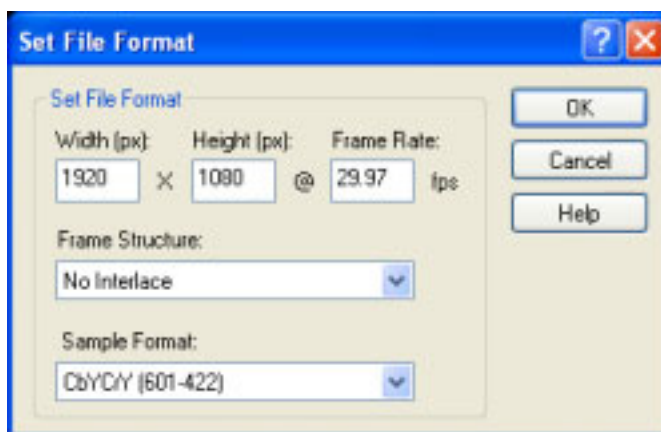 Set File Format
?
X
Set File Format
Width (px): Height (px): Frame Rate:
1920 X 1080 @ 29.97 fps
Frame Structure:
No Interlace
Sample Format:
CbYCrY (601-422)
OK
Cancel
Help